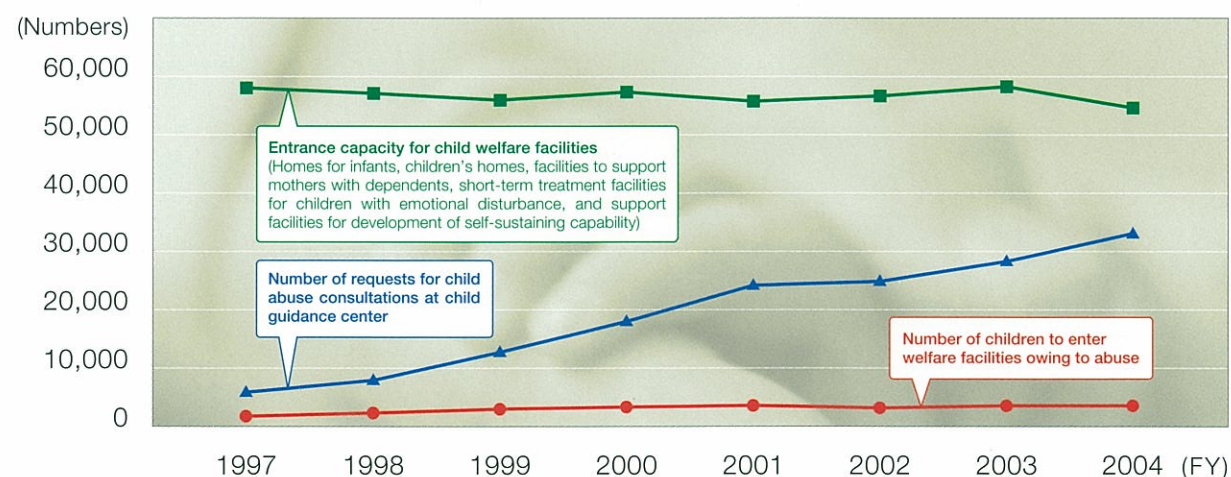 (Numbers)
60,000
50,000
40,000
30,000
20,000
10,000
0
Entrance capacity for child welfare facilities
(Homes for infants, children's homes, facilities to support
mothers with dependents, short-term treatment facilities
for children with emotional disturbance, and support
facilities for development of self-sustaining capability)
Number of requests for child
abuse consultations at child
guidance center
Number of children to enter
welfare facilities owing to abuse
1997 1998 1999 2000 2001 2002 2003 2004 (FY)